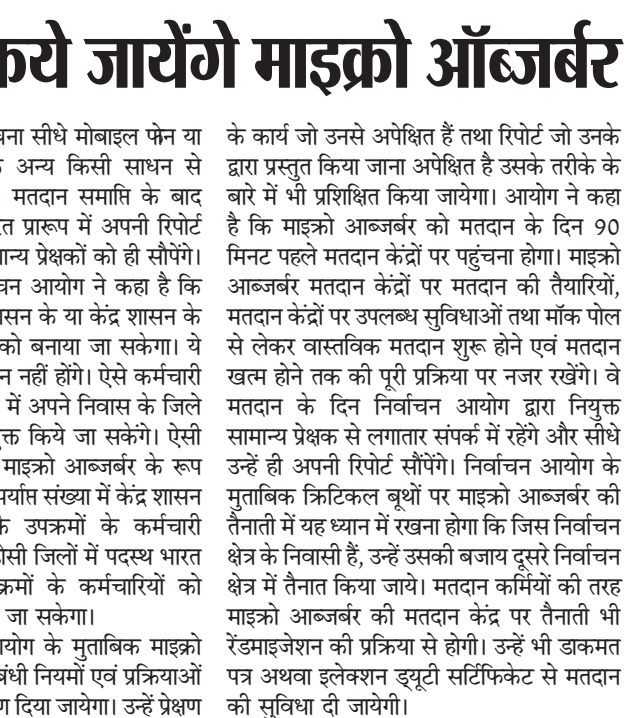 किये जायेंगे माइक्रो ऑब्जर्बर
सीधे मोबाइल फोन या
अन्य किसी साधन से
मतदान समाप्ति के बाद
प्रारूप में अपनी रिपोर्ट
प्रेक्षकों को ही सौपेंगे।
आयोग ने कहा है कि
के या केंद्र शासन के
को बनाया जा सकेगा। ये
नहीं होंगे। ऐसे कर्मचारी
में अपने निवास के जिले
किये जा सकेंगे। ऐसी
माइक्रो आब्जर्बर के रूप
संख्या में केंद्र शासन
उपक्रमों के कर्मचारी
जिलों में पदस्थ भारत
के कर्मचारियों को
जा सकेगा।
के मुताबिक माइक्रो
नियमों एवं प्रक्रियाओं
दिया जायेगा। उन्हें प्रेक्षण
के कार्य जो उनसे अपेक्षित हैं तथा रिपोर्ट जो उनके
द्वारा प्रस्तुत किया जाना अपेक्षित है उसके तरीके के
बारे में भी प्रशिक्षित किया जायेगा। आयोग ने कहा
है कि माइक्रो आब्जर्बर को मतदान के दिन 90
मिनट पहले मतदान केंद्रों पर पहुंचना होगा। माइक्रो
आब्जर्बर मतदान केंद्रों पर मतदान की तैयारियों,
मतदान केंद्रों पर उपलब्ध सुविधाओं तथा मॉक पोल
से लेकर वास्तविक मतदान शुरू होने एवं मतदान
खत्म होने तक की पूरी प्रक्रिया पर नजर रखेंगे। वे
मतदान के दिन निर्वाचन आयोग द्वारा नियुक्त
सामान्य प्रेक्षक से लगातार संपर्क में रहेंगे और सीधे
उन्हें ही अपनी रिपोर्ट सौंपेंगे। निर्वाचन आयोग के
मुताबिक क्रिटिकल बूथों पर माइक्रो आब्जर्बर की
तैनाती में यह ध्यान में रखना होगा कि जिस निर्वाचन
क्षेत्र के निवासी हैं, उन्हें उसकी बजाय दूसरे निर्वाचन
क्षेत्र में तैनात किया जाये। मतदान कर्मियों की तरह
माइक्रो आब्जर्बर की मतदान केंद्र पर तैनाती भी
रेंडमाइजेशन की प्रक्रिया से होगी। उन्हें भी डाकमत
पत्र अथवा इलेक्शन ड्यूटी सर्टिफिकेट से मतदान
की सुविधा दी जायेगी।